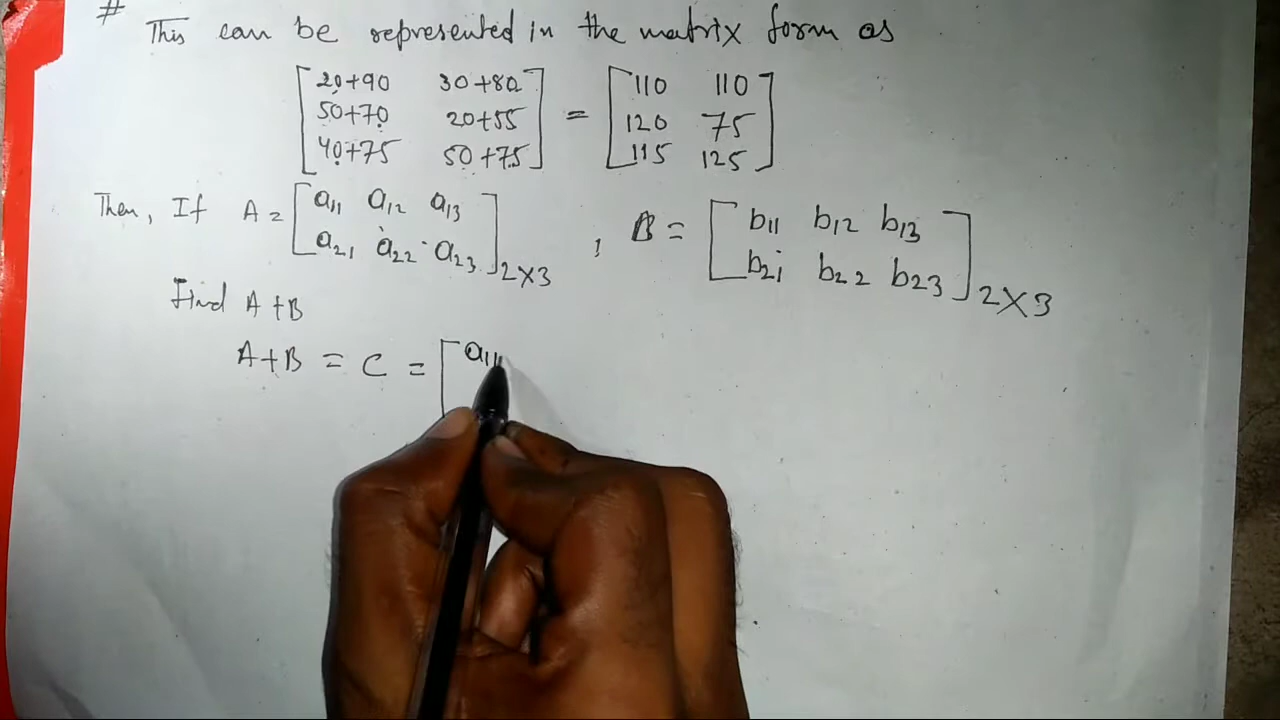 # This can be represented in the matrix form as
[20+90 30+80] = [110 110]
[50+70 20+55] [120 75]
[40+75 50+75] [115 125]
Then, If A = [a11 a12 a13; a21 a22 a23]2×3 ; B = [b11 b12 b13; b21 b22 b23]2×3
Find A+B
A+B = C = [a11